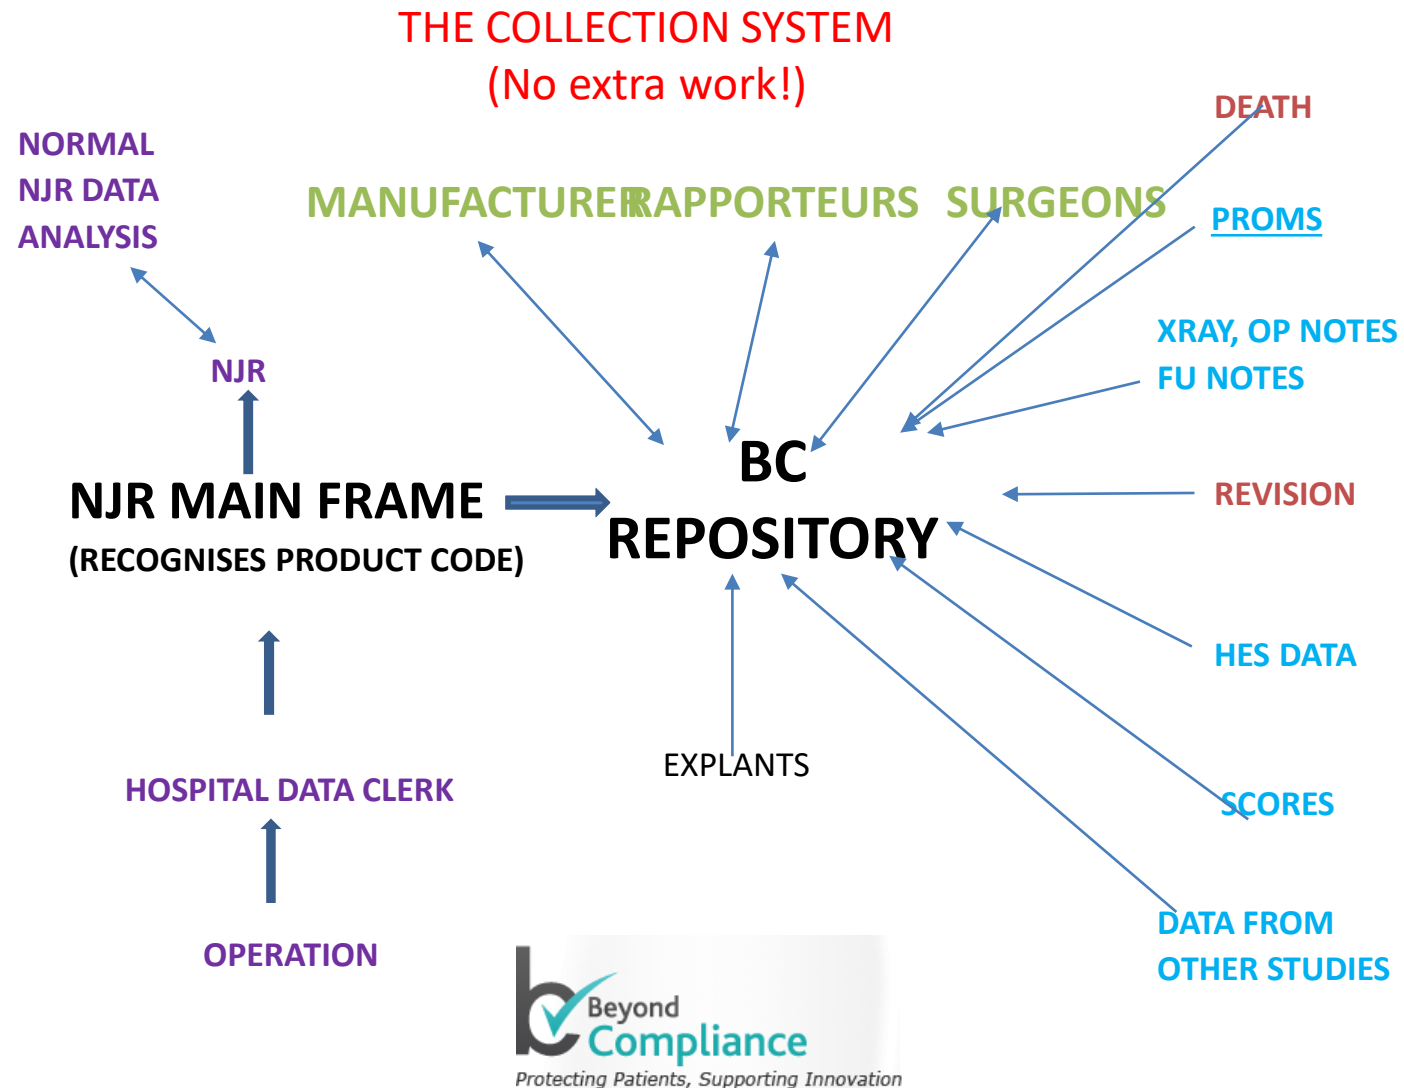 THE COLLECTION SYSTEM
(No extra work!)
DEATH
NORMAL
NJR DATA
ANALYSIS
MANUFACTURER
RAPPORTEURS
SURGEONS
PROMS
XRAY, OP NOTES
FU NOTES
NJR
BC
REPOSITORY
NJR MAIN FRAME
(RECOGNISES PRODUCT CODE)
REVISION
HES DATA
EXPLANTS
HOSPITAL DATA CLERK
SCORES
OPERATION
DATA FROM
OTHER STUDIES
bc
Beyond
Compliance
Protecting Patients, Supporting Innovation